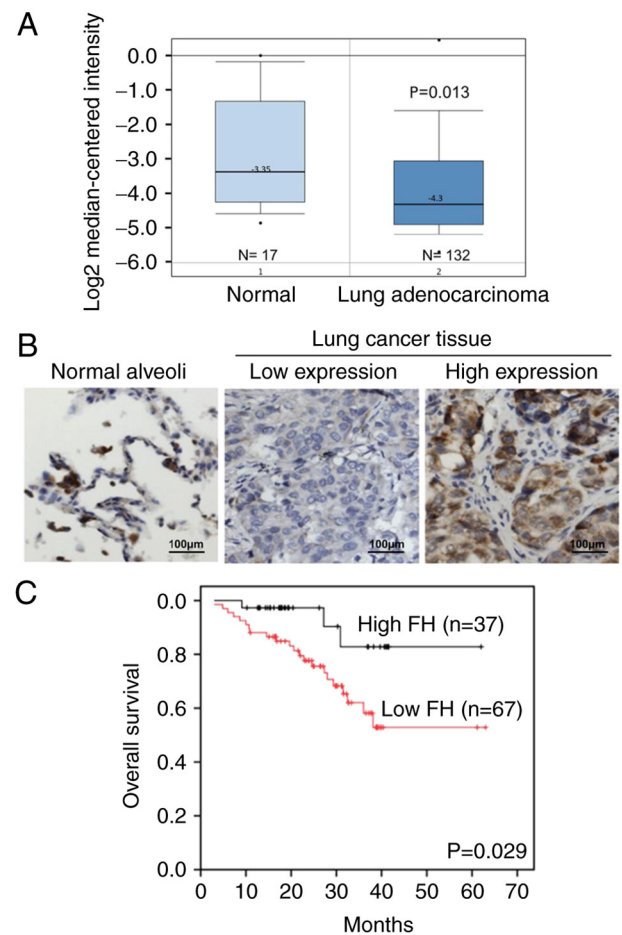 A
Log2 median-centered intensity
0.0
−1.0
−2.0
−3.0
−4.0
−5.0
−6.0
P=0.013
-3.35
-4.3
N= 17
N= 132
1
2
Normal
Lung adenocarcinoma
B
Lung cancer tissue
Normal alveoli
Low expression
High expression
100µm
100µm
100µm
C
Overall survival
0.0
0.8
0.6
0.4
0.2
0.0
High FH (n=37)
Low FH (n=67)
P=0.029
0 10 20 30 40 50 60 70
Months